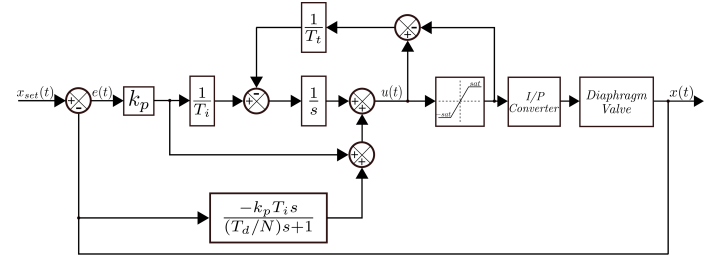 1
T_t
+
-
x_set(t)
+
-
e(t)
k_p
1
T_i
+
-
1
s
+
+
u(t)
sat
-sat
I/P
Converter
Diaphragm
Valve
x(t)
+
+
-k_p T_i s
(T_d/N)s+1